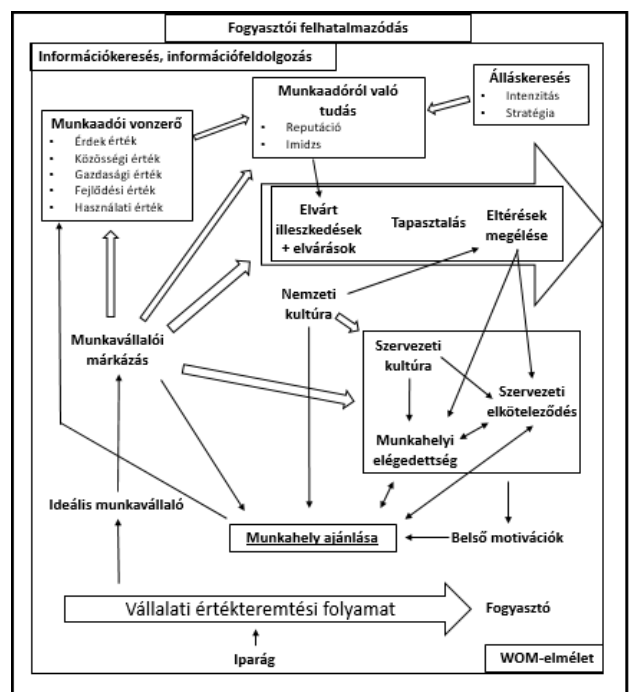 Fogyasztói felhatalmazódás
Információkeresés, információfeldolgozás
Munkaadói vonzerő
• Érdek érték
• Közösségi érték
• Gazdasági érték
• Fejlődési érték
• Használati érték
Munkaadóról való
tudás
• Reputáció
• Imidzs
Álláskeresés
• Intenzitás
• Stratégia
Elvárt
illeszkedések
+ elvárások
Tapasztalás
Eltérések
megélése
Nemzeti
kultúra
Munkavállalói
márkázás
Szervezeti
kultúra
Szervezeti
elköteleződés
Munkahelyi
elégedettség
Ideális munkavállaló
Munkahely ajánlása
Belső motivációk
Vállalati értékteremtési folyamat
Fogyasztó
Iparág
WOM-elmélet